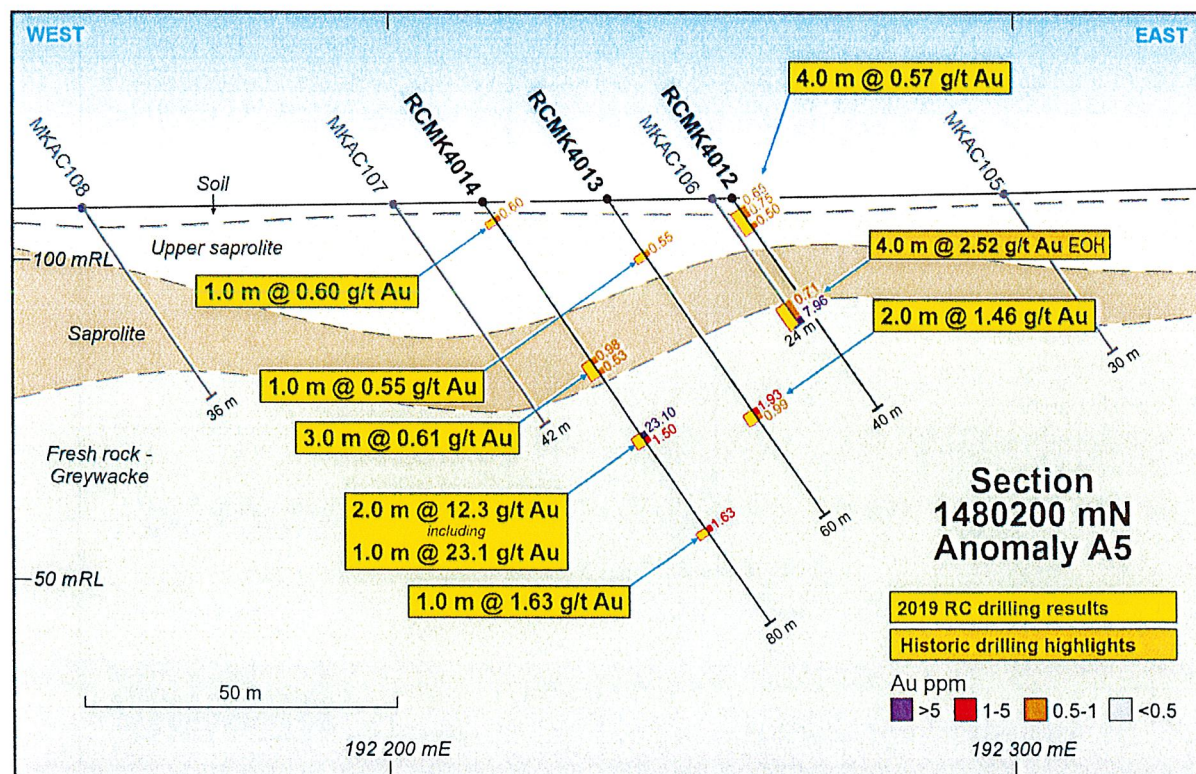 WEST
EAST
4.0 m @ 0.57 g/t Au
MKAC108
MKAC107
RCMK4014
RCMK4013
MKAC106
RCMK4012
MKAC105
Soil
0.60
0.69
0.75
0.50
Upper saprolite
0.55
4.0 m @ 2.52 g/t Au EOH
100 mRL
1.0 m @ 0.60 g/t Au
0.71
7.96
2.0 m @ 1.46 g/t Au
Saprolite
24 m
30 m
0.98
0.53
1.0 m @ 0.55 g/t Au
36 m
1.93
0.99
40 m
3.0 m @ 0.61 g/t Au
42 m
23.10
1.50
Fresh rock -
Greywacke
Section
1480200 mN
Anomaly A5
2.0 m @ 12.3 g/t Au
including
1.0 m @ 23.1 g/t Au
60 m
1.63
50 mRL
1.0 m @ 1.63 g/t Au
80 m
2019 RC drilling results
Historic drilling highlights
Au ppm
>5 1-5 0.5-1 <0.5
50 m
192 200 mE
192 300 mE